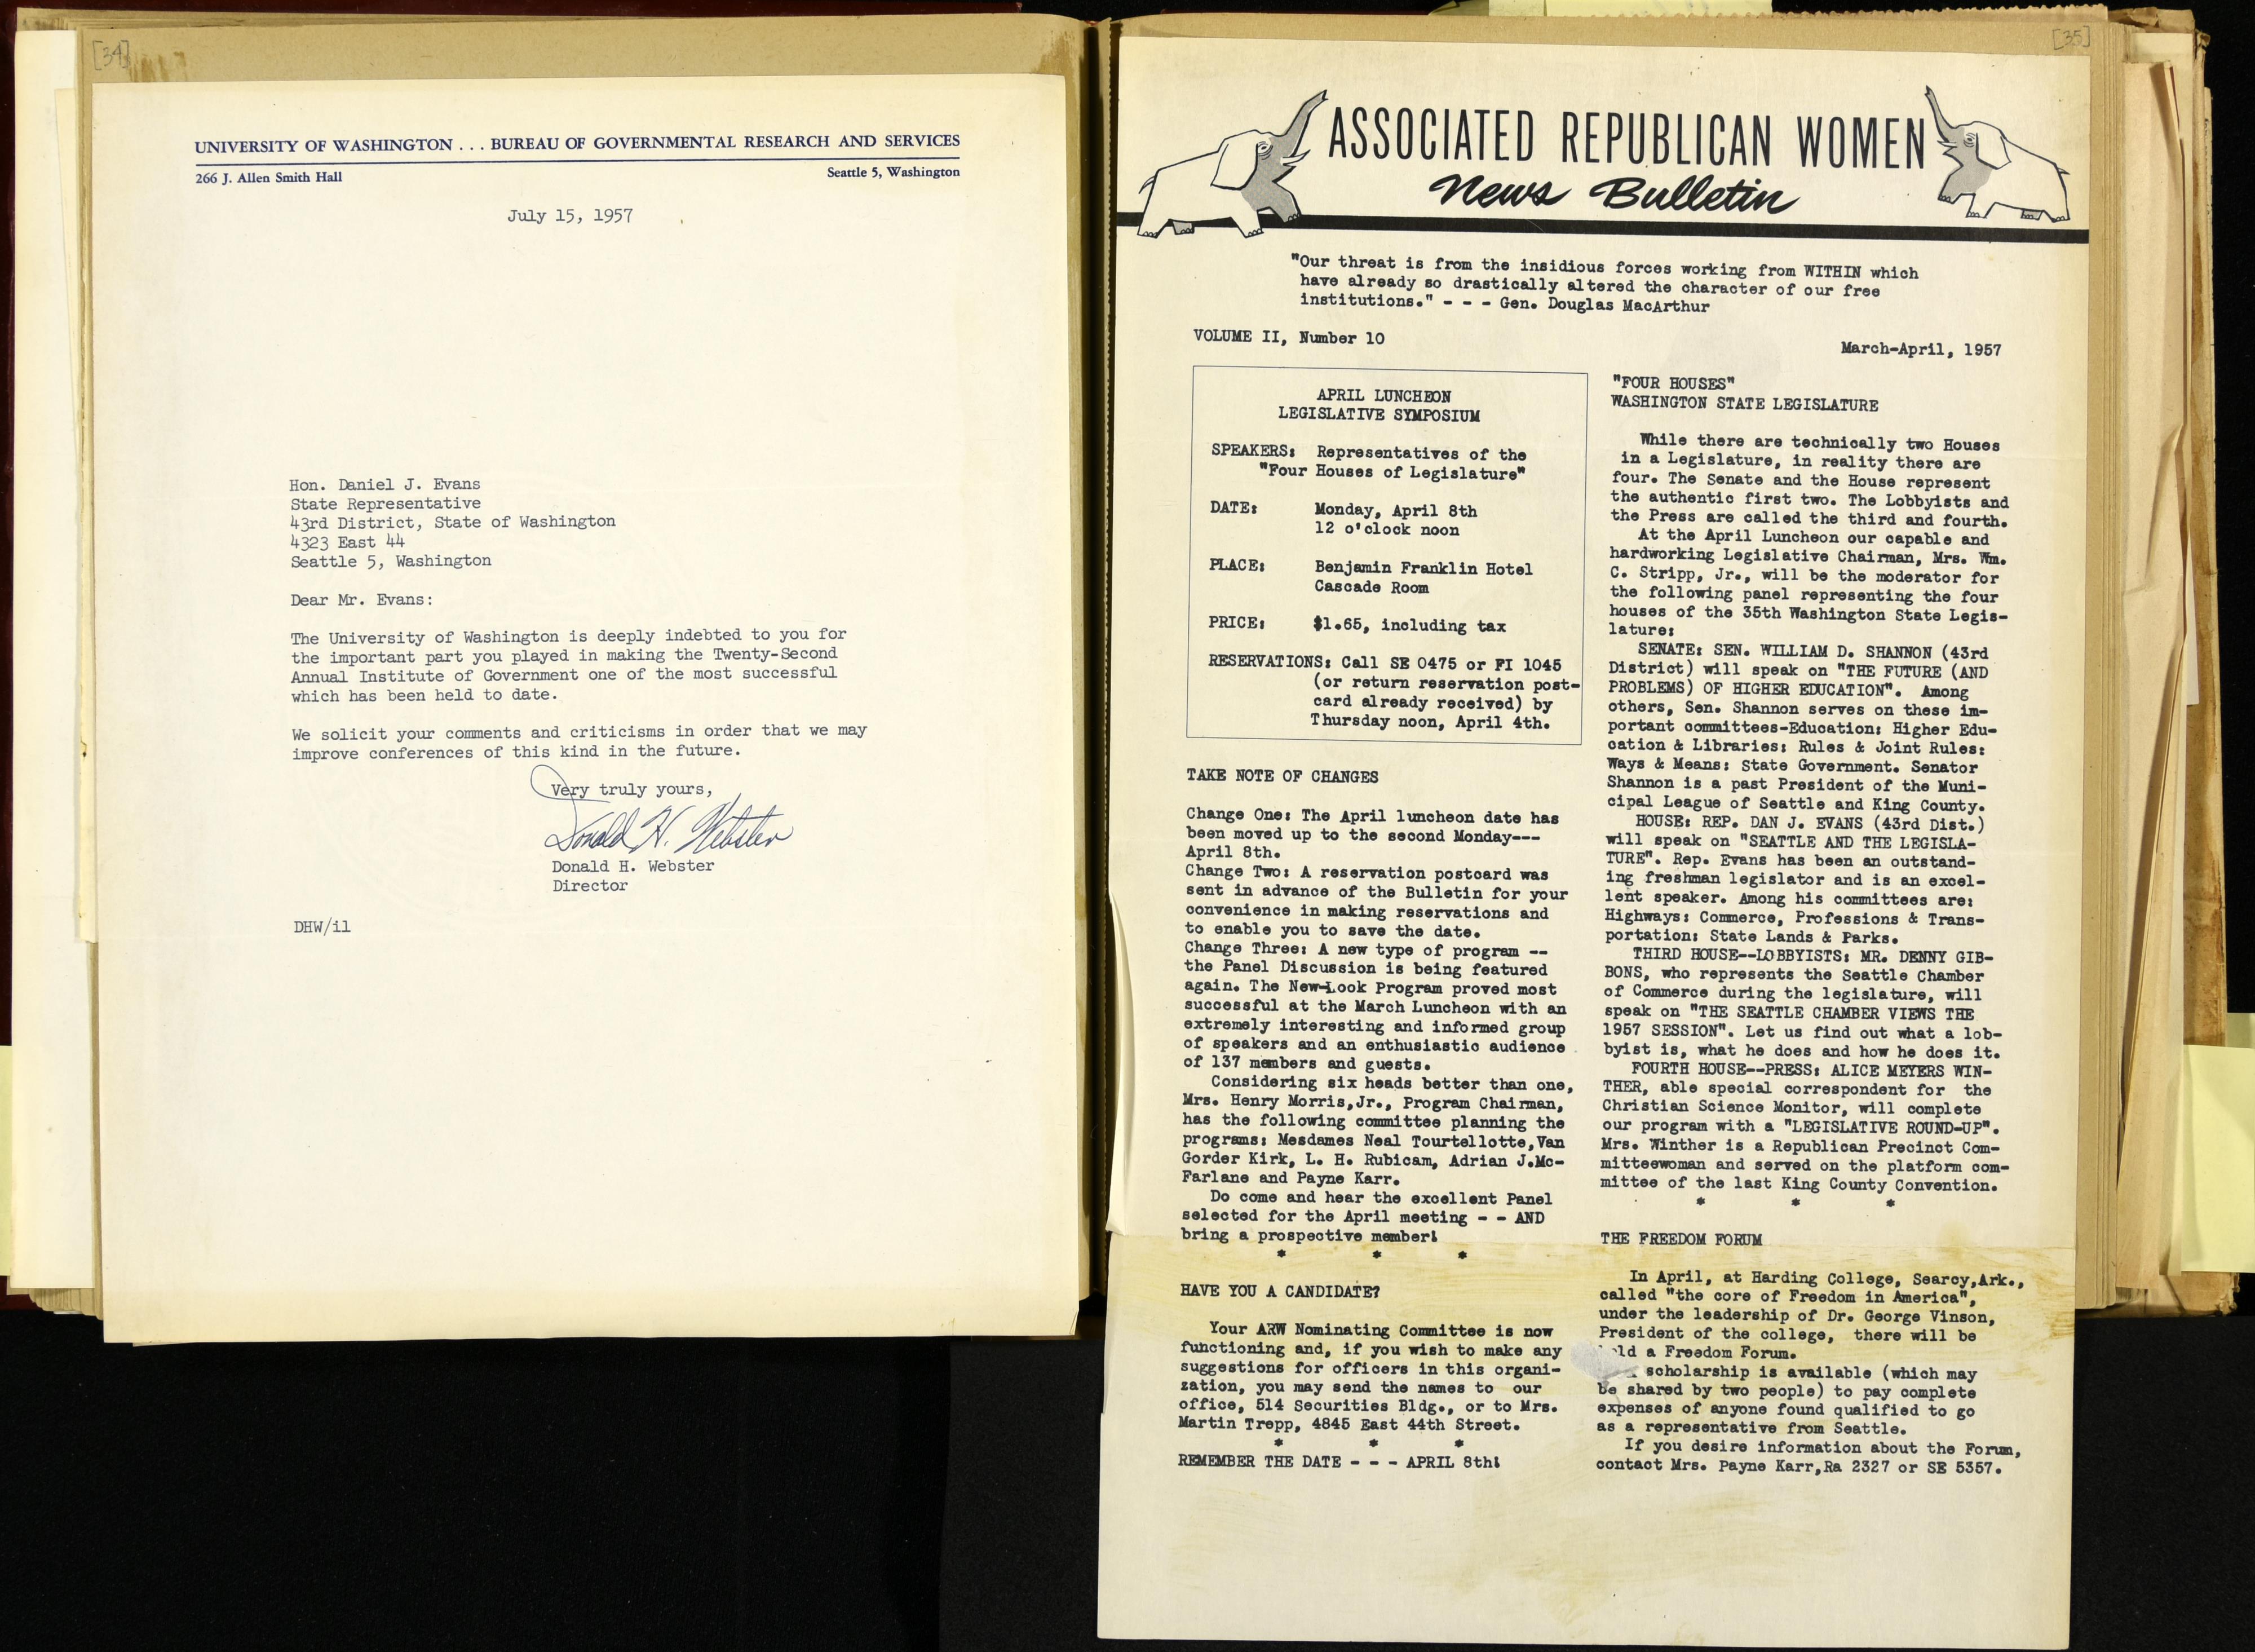 [34]
UNIVERSITY OF WASHINGTON . . . BUREAU OF GOVERNMENTAL RESEARCH AND SERVICES
266 J. Allen Smith Hall
Seattle 5, Washington
July 15, 1957
Hon. Daniel J. Evans
State Representative
43rd District, State of Washington
4323 East 44
Seattle 5, Washington
Dear Mr. Evans:
The University of Washington is deeply indebted to you for
the important part you played in making the Twenty-Second
Annual Institute of Government one of the most successful
which has been held to date.
We solicit your comments and criticisms in order that we may
improve conferences of this kind in the future.
Very truly yours,
Donald H. Webster
Donald H. Webster
Director
DHW/il
[35]
ASSOCIATED REPUBLICAN WOMEN
News Bulletin
"Our threat is from the insidious forces working from WITHIN which
have already so drastically altered the character of our free
institutions." - - - Gen. Douglas MacArthur
VOLUME II, Number 10
March-April, 1957
APRIL LUNCHEON
LEGISLATIVE SYMPOSIUM
SPEAKERS: Representatives of the
"Four Houses of Legislature"
DATE: Monday, April 8th
12 o'clock noon
PLACE: Benjamin Franklin Hotel
Cascade Room
PRICE: $1.65, including tax
RESERVATIONS: Call SE 0475 or FI 1045
(or return reservation post-
card already received) by
Thursday noon, April 4th.
TAKE NOTE OF CHANGES
Change One: The April luncheon date has
been moved up to the second Monday---
April 8th.
Change Two: A reservation postcard was
sent in advance of the Bulletin for your
convenience in making reservations and
to enable you to save the date.
Change Three: A new type of program --
the Panel Discussion is being featured
again. The New-Look Program proved most
successful at the March Luncheon with an
extremely interesting and informed group
of speakers and an enthusiastic audience
of 137 members and guests.
Considering six heads better than one,
Mrs. Henry Morris,Jr., Program Chairman,
has the following committee planning the
programs: Mesdames Neal Tourtellotte,Van
Gorder Kirk, L. H. Rubicam, Adrian J.Mc-
Farlane and Payne Karr.
Do come and hear the excellent Panel
selected for the April meeting - - AND
bring a prospective member!
* * *
HAVE YOU A CANDIDATE?
Your ARW Nominating Committee is now
functioning and, if you wish to make any
suggestions for officers in this organi-
zation, you may send the names to our
office, 514 Securities Bldg., or to Mrs.
Martin Trepp, 4845 East 44th Street.
* * *
REMEMBER THE DATE - - - APRIL 8th!
"FOUR HOUSES"
WASHINGTON STATE LEGISLATURE
While there are technically two Houses
in a Legislature, in reality there are
four. The Senate and the House represent
the authentic first two. The Lobbyists and
the Press are called the third and fourth.
At the April Luncheon our capable and
hardworking Legislative Chairman, Mrs. Wm.
C. Stripp, Jr., will be the moderator for
the following panel representing the four
houses of the 35th Washington State Legis-
lature:
SENATE: SEN. WILLIAM D. SHANNON (43rd
District) will speak on "THE FUTURE (AND
PROBLEMS) OF HIGHER EDUCATION". Among
others, Sen. Shannon serves on these im-
portant committees-Education: Higher Edu-
cation & Libraries: Rules & Joint Rules:
Ways & Means: State Government. Senator
Shannon is a past President of the Muni-
cipal League of Seattle and King County.
HOUSE: REP. DAN J. EVANS (43rd Dist.)
will speak on "SEATTLE AND THE LEGISLA-
TURE". Rep. Evans has been an outstand-
ing freshman legislator and is an excel-
lent speaker. Among his committees are:
Highways: Commerce, Professions & Trans-
portation: State Lands & Parks.
THIRD HOUSE--LOBBYISTS: MR. DENNY GIB-
BONS, who represents the Seattle Chamber
of Commerce during the legislature, will
speak on "THE SEATTLE CHAMBER VIEWS THE
1957 SESSION". Let us find out what a lob-
byist is, what he does and how he does it.
FOURTH HOUSE--PRESS: ALICE MEYERS WIN-
THER, able special correspondent for the
Christian Science Monitor, will complete
our program with a "LEGISLATIVE ROUND-UP".
Mrs. Winther is a Republican Precinct Com-
mitteewoman and served on the platform com-
mittee of the last King County Convention.
* * *
THE FREEDOM FORUM
In April, at Harding College, Searcy,Ark.,
called "the core of Freedom in America",
under the leadership of Dr. George Vinson,
President of the college, there will be
a Freedom Forum.
scholarship is available (which may
be shared by two people) to pay complete
expenses of anyone found qualified to go
as a representative from Seattle.
If you desire information about the Forum,
contact Mrs. Payne Karr,Ra 2327 or SE 5357.